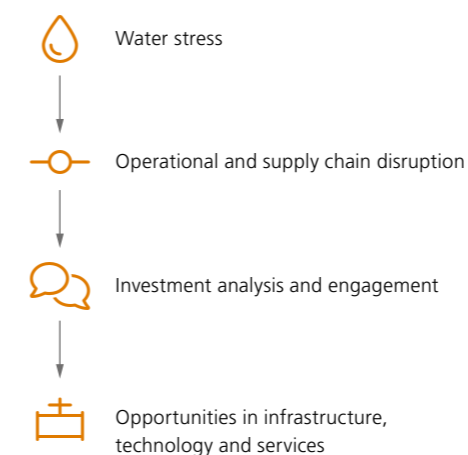 Water stress
Operational and supply chain disruption
Investment analysis and engagement
Opportunities in infrastructure,
technology and services